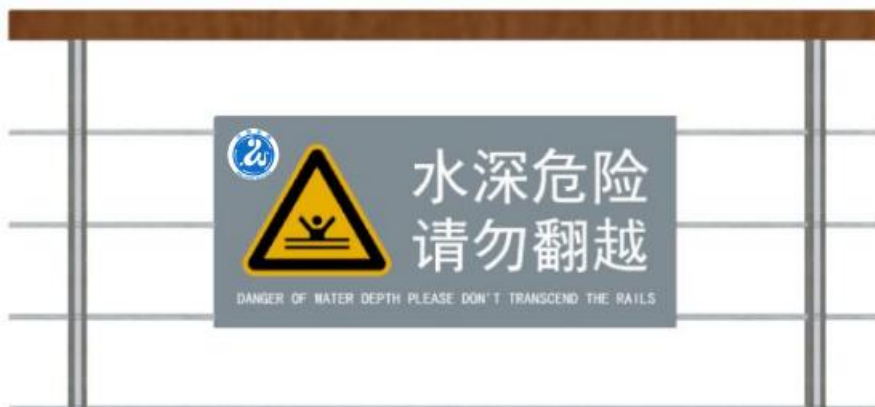 水深危险
请勿翻越
DANGER OF WATER DEPTH PLEASE DON'T TRANSCEND THE RAILS